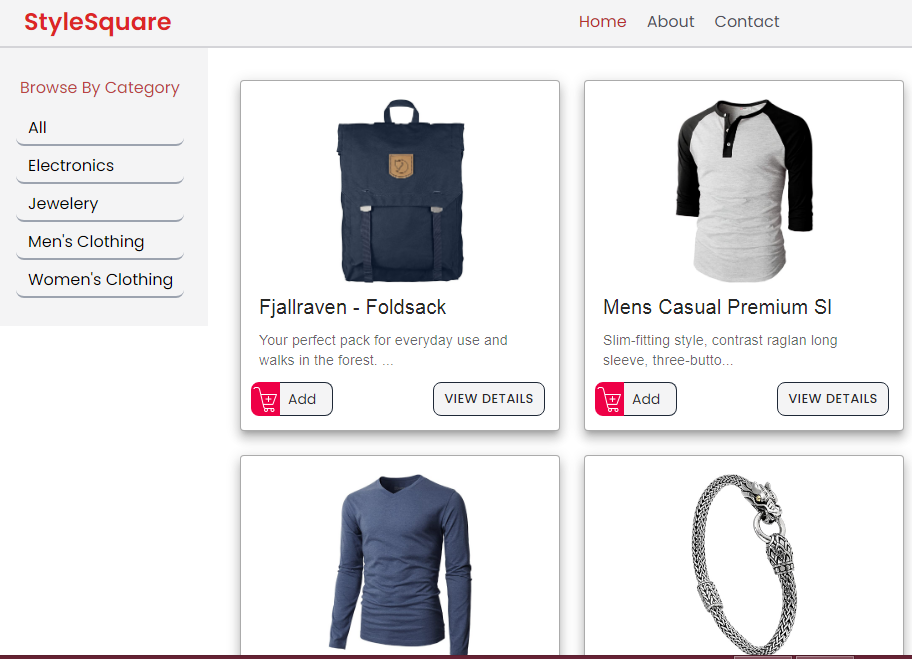 StyleSquare
Home About Contact
Browse By Category
All
Electronics
Jewelery
Men's Clothing
Women's Clothing
Fjallraven - Foldsack
Your perfect pack for everyday use and
walks in the forest. ...
Add
VIEW DETAILS
Mens Casual Premium Sl
Slim-fitting style, contrast raglan long
sleeve, three-butto...
Add
VIEW DETAILS